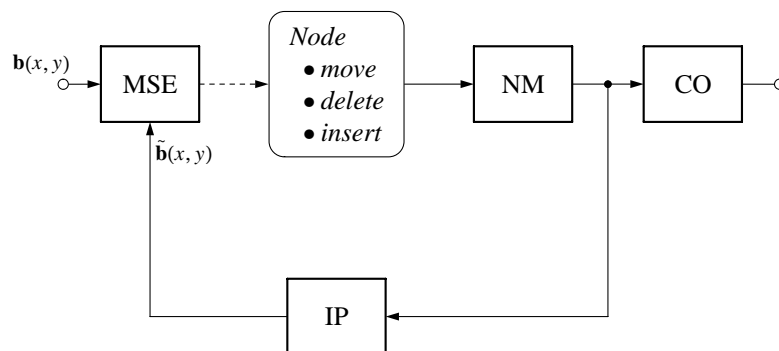 b(x, y)
MSE
Node
• move
• delete
• insert
NM
CO
b̃(x, y)
IP